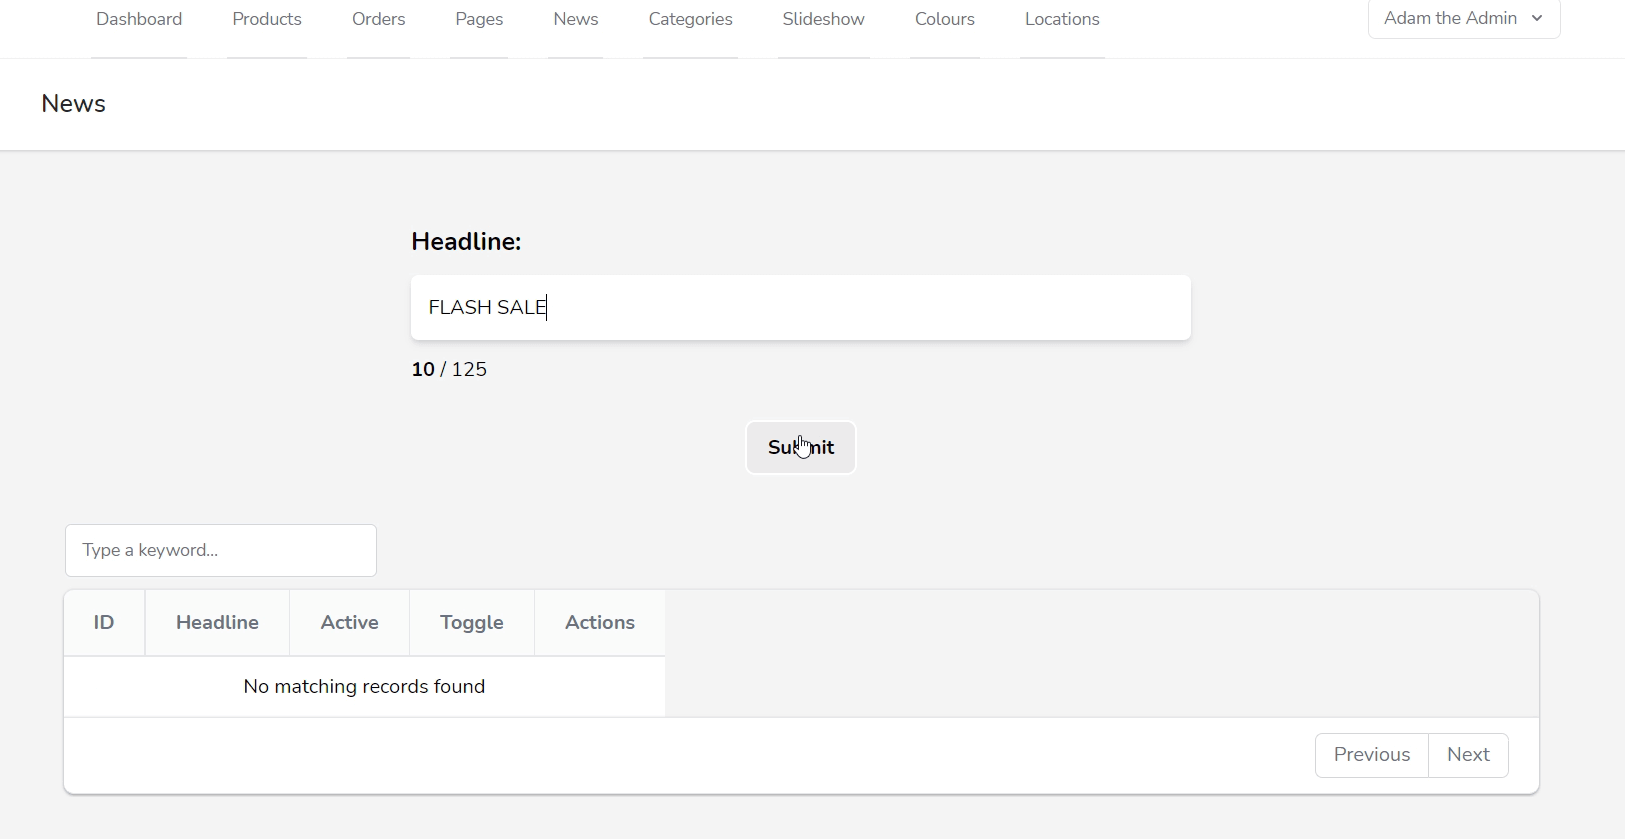 Dashboard Products Orders Pages News Categories Slideshow Colours Locations Adam the Admin
News
Headline:
FLASH SALE
10 / 125
Submit
Type a keyword...
ID Headline Active Toggle Actions
No matching records found
Previous Next